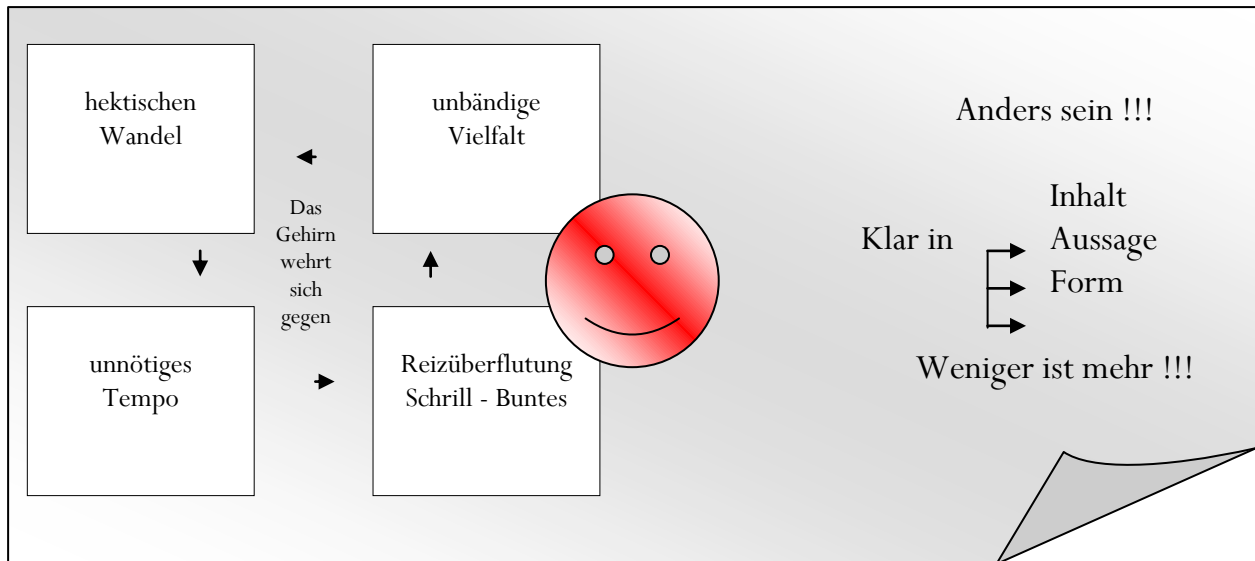 hektischen
Wandel
unbändige
Vielfalt
Das
Gehirn
wehrt
sich
gegen
unnötiges
Tempo
Reizüberflutung
Schrill - Buntes
Anders sein !!!
Klar in
Inhalt
Aussage
Form
Weniger ist mehr !!!